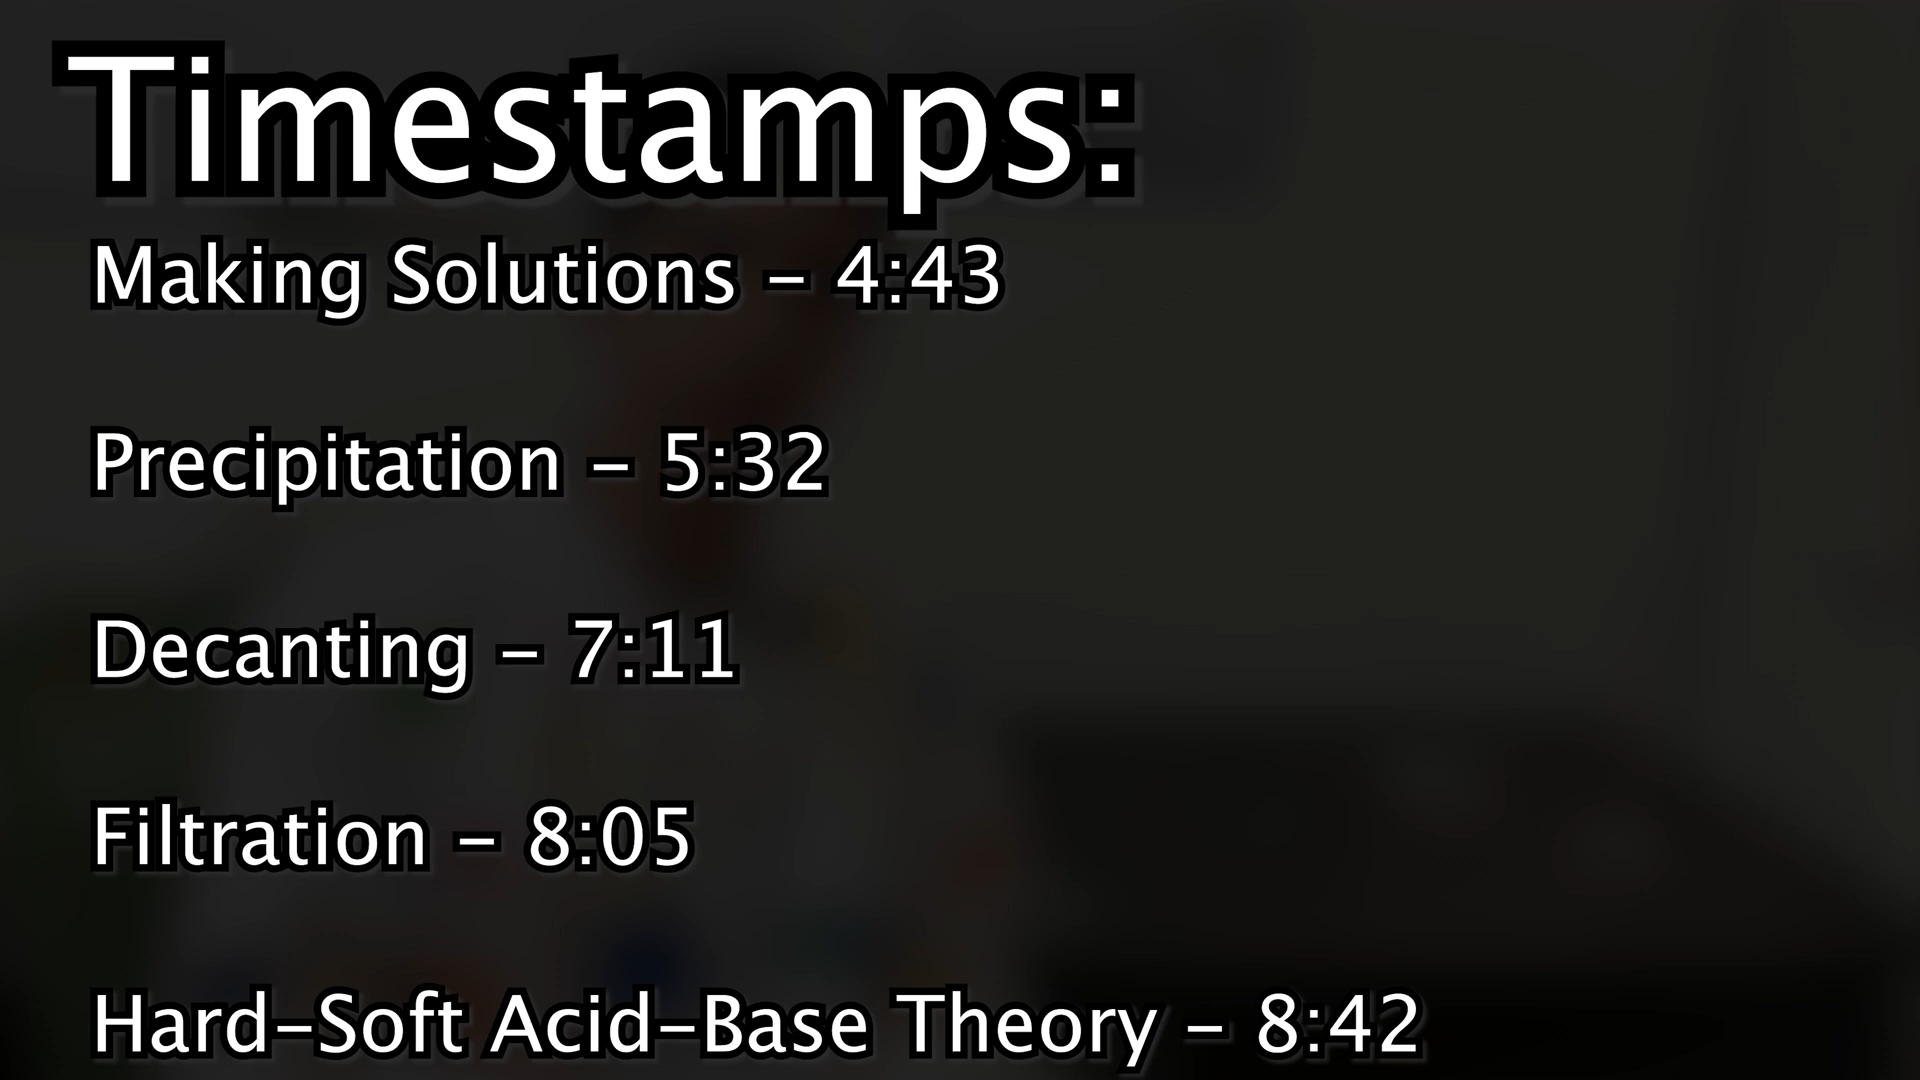 Timestamps:
Making Solutions – 4:43
Precipitation – 5:32
Decanting – 7:11
Filtration – 8:05
Hard-Soft Acid-Base Theory – 8:42